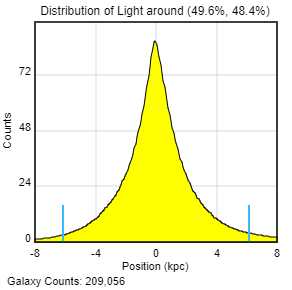 Distribution of Light around (49.6%, 48.4%)
72
48
24
0
Counts
-8 -4 0 4 8
Position (kpc)
Galaxy Counts: 209,056